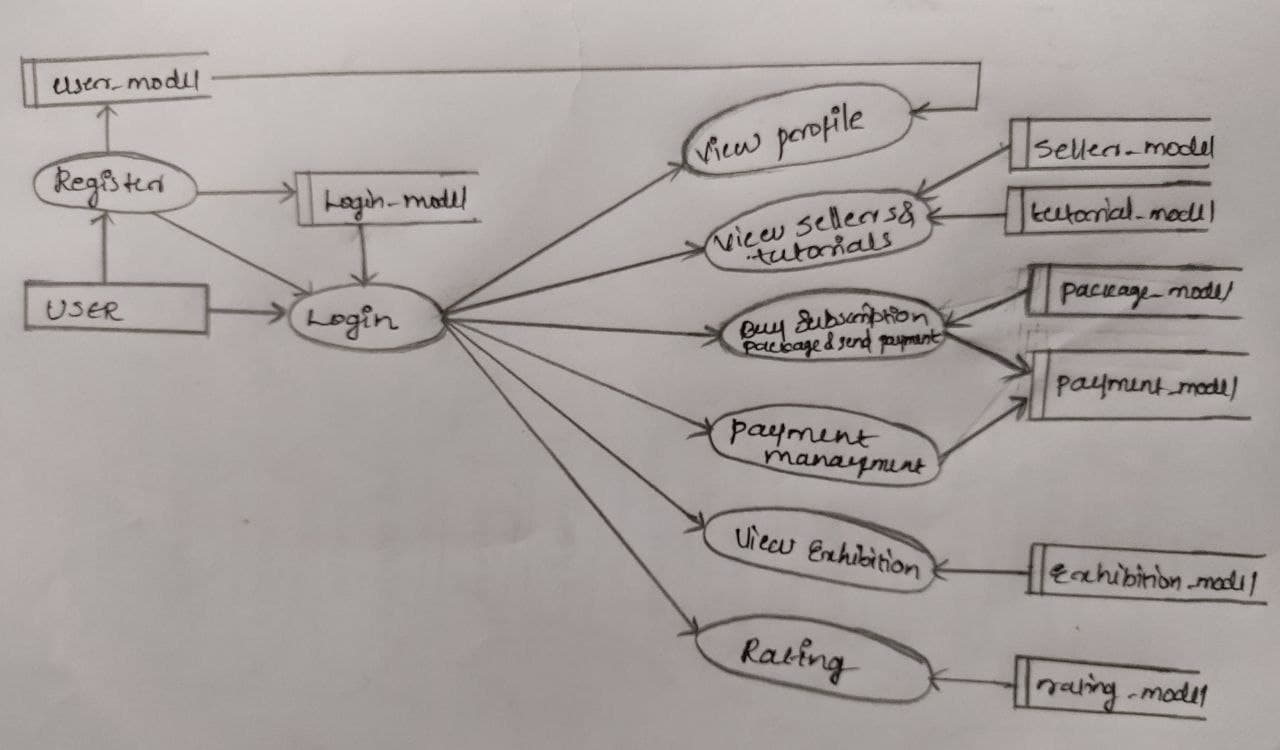 user_model
View profile
Seller_model
Register
Login_model
View Sellers &
tutorials
tutorial_model
USER
Login
Buy Subscription
package & send payment
package_model
payment_model
payment
management
View Exhibition
Exhibition_model
Rating
rating_model